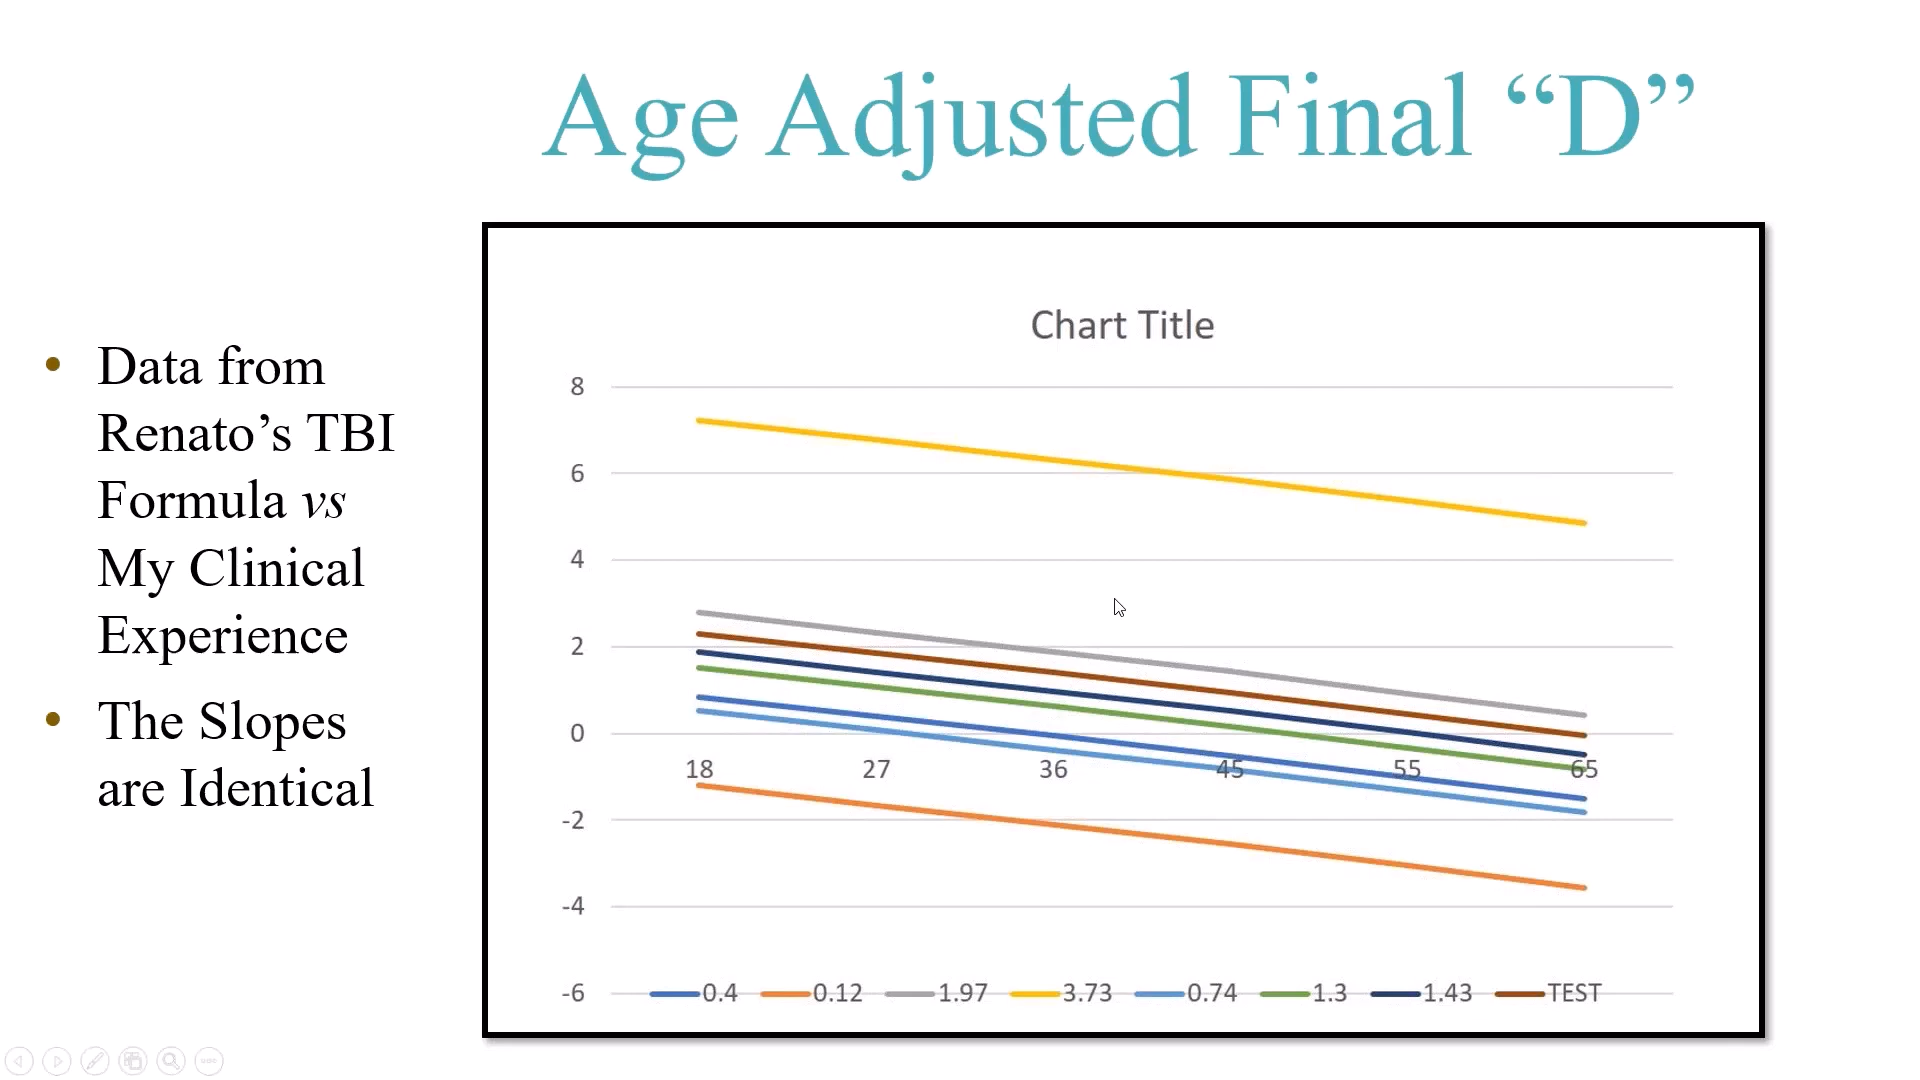 Age Adjusted Final “D”
• Data from
Renato’s TBI
Formula vs
My Clinical
Experience
• The Slopes
are Identical
Chart Title
8
6
4
2
0
18 27 36 45 55 65
-2
-4
-6
0.4 0.12 1.97 3.73 0.74 1.3 1.43 TEST